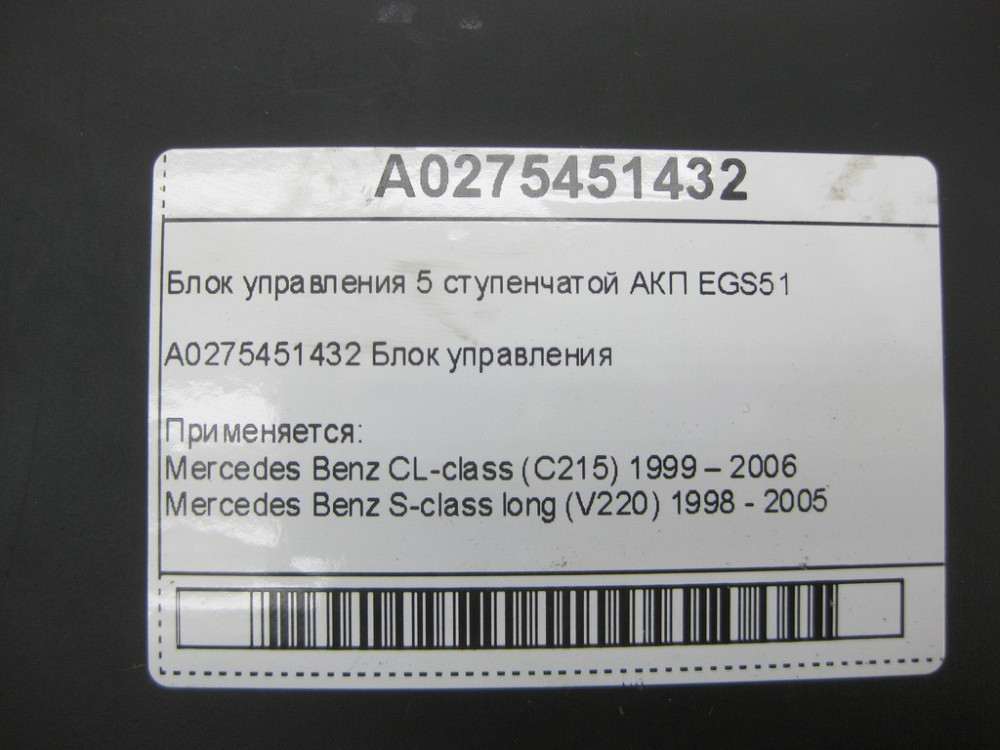 A0275451432
Блок управления 5 ступенчатой АКП EGS51
A0275451432 Блок управления
Применяется:
Mercedes Benz CL-class (C215) 1999 – 2006
Mercedes Benz S-class long (V220) 1998 - 2005